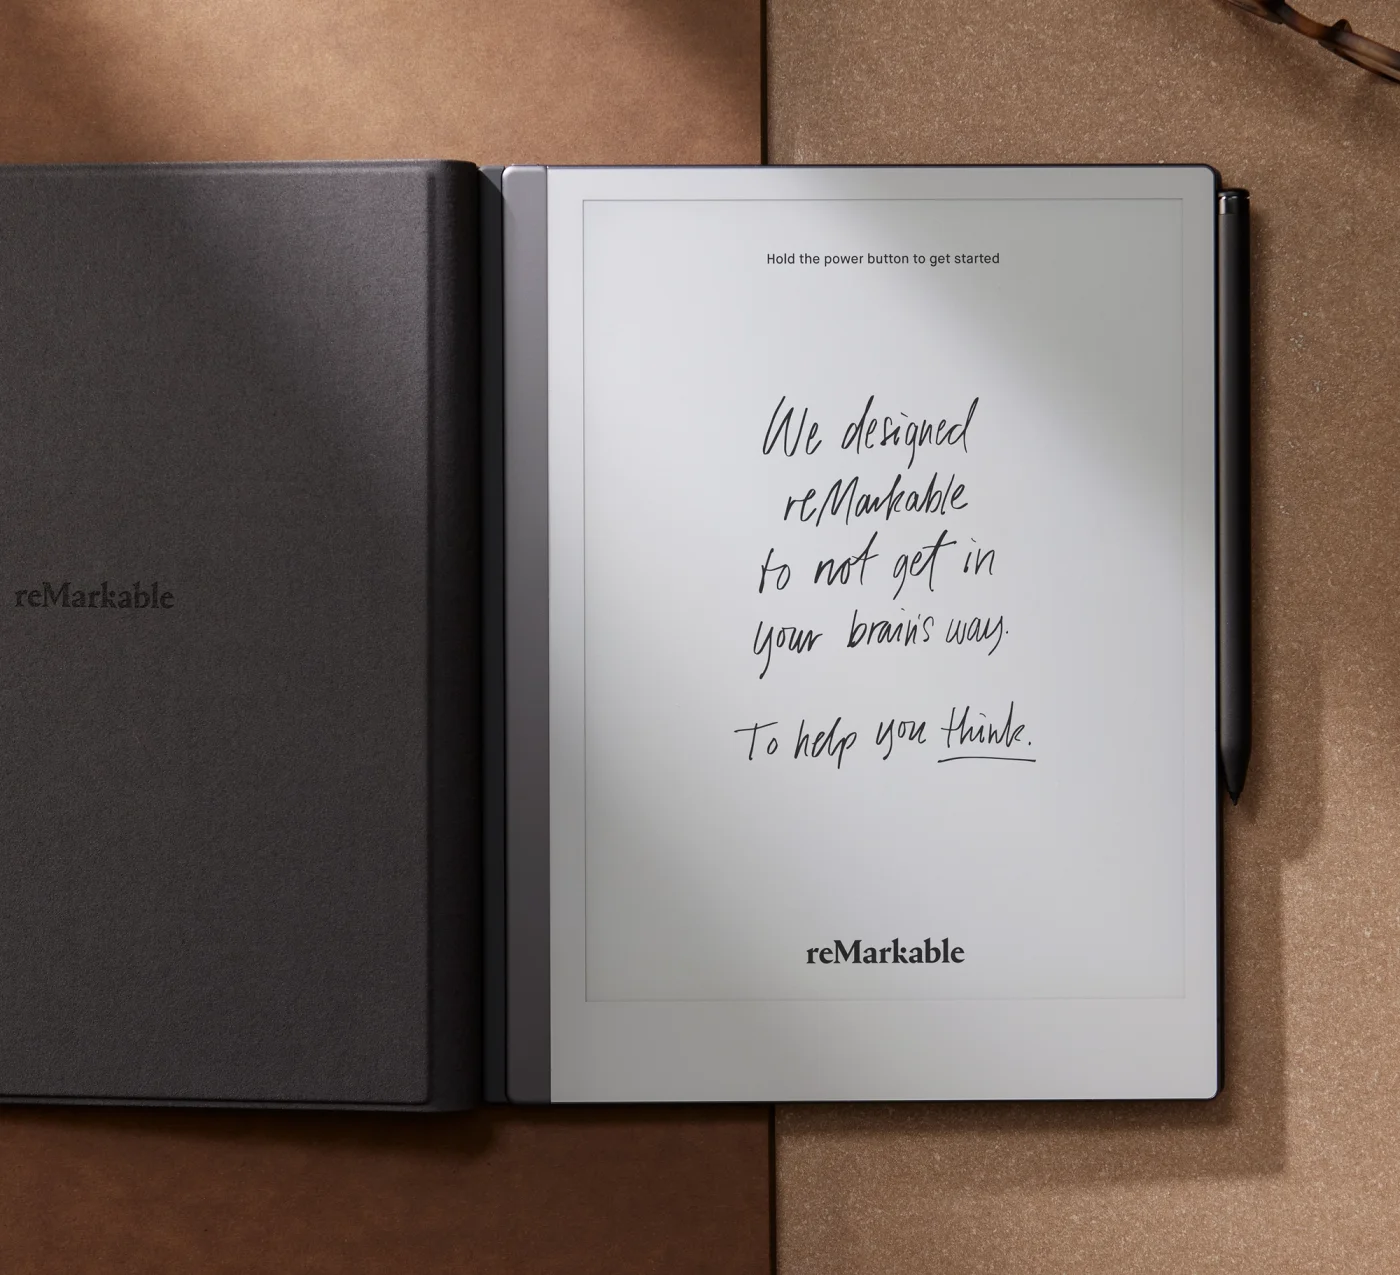 reMarkable
Hold the power button to get started
We designed
reMarkable
to not get in
your brain's way.
To help you think.
reMarkable